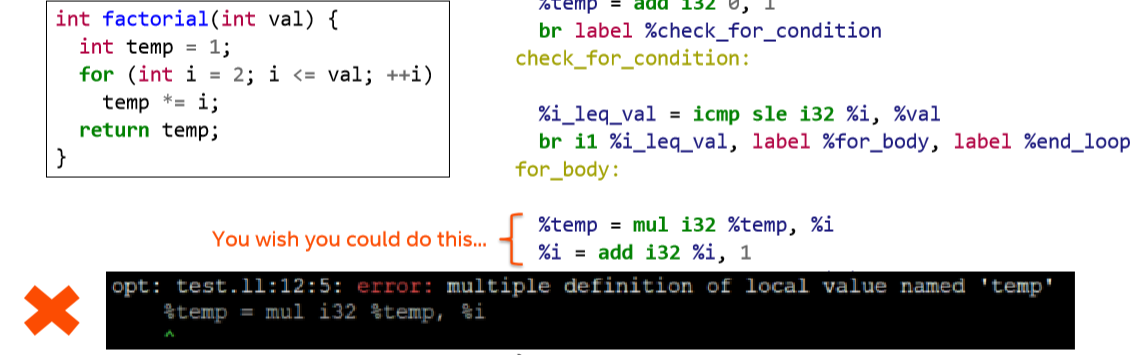 int factorial(int val) {
int temp = 1;
for (int i = 2; i <= val; ++i)
temp *= i;
return temp;
}
%temp = add i32 0, 1
br label %check_for_condition
check_for_condition:
%i_leq_val = icmp sle i32 %i, %val
br i1 %i_leq_val, label %for_body, label %end_loop
for_body:
You wish you could do this...
%temp = mul i32 %temp, %i
%i = add i32 %i, 1
opt: test.ll:12:5: error: multiple definition of local value named 'temp'
%temp = mul i32 %temp, %i
^